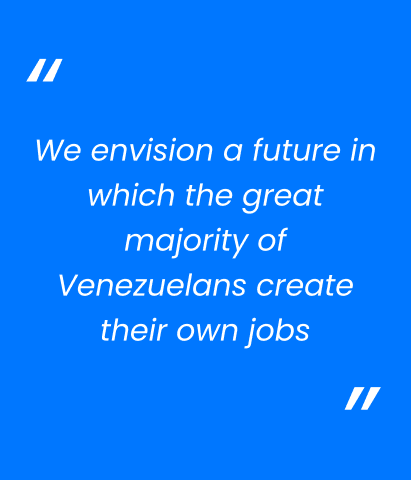 "
We envision a future in
which the great
majority of
Venezuelans create
their own jobs
"